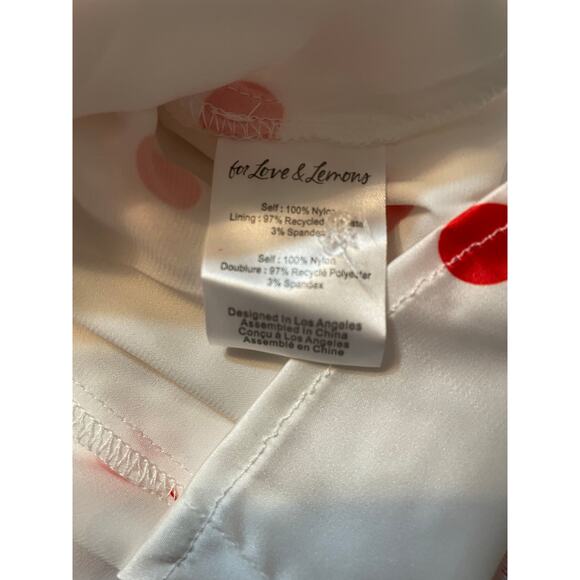 for Love & Lemons
Self : 100% Nylon
Lining : 97% Recycled
3% Spandex
Self : 100% Nylon
Doublure : 97% Recyclé Polyester
3% Spandex
Designed in Los Angeles
Assembled in China
Conçu à Los Angeles
Assemblé en Chine